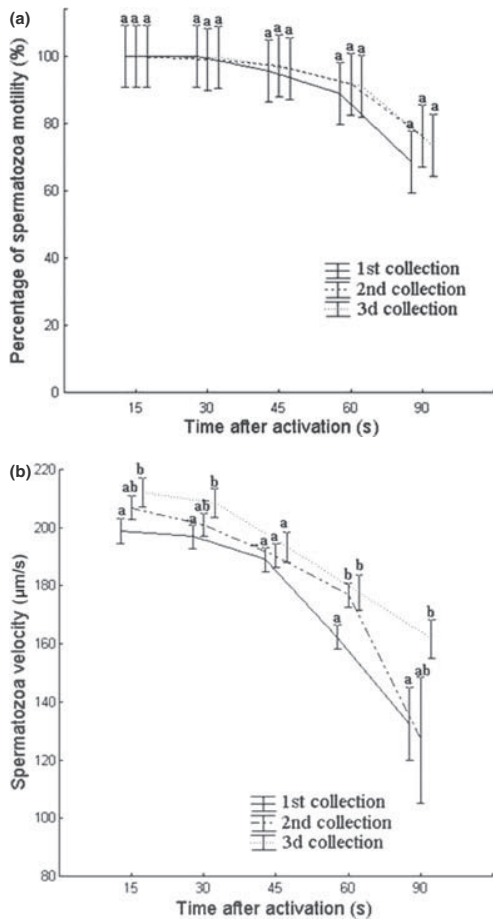 (a)
a a a a a a a a a a a a a a a
Percentage of spermatozoa motility (%)
100
80
60
40
20
0
1st collection
2nd collection
3d collection
15 30 45 60 90
Time after activation (s)
(b)
Spermatozoa velocity (µm/s)
220
200
180
160
140
120
100
80
a ab b a ab b a a a a b b a ab b
1st collection
2nd collection
3d collection
15 30 45 60 90
Time after activation (s)